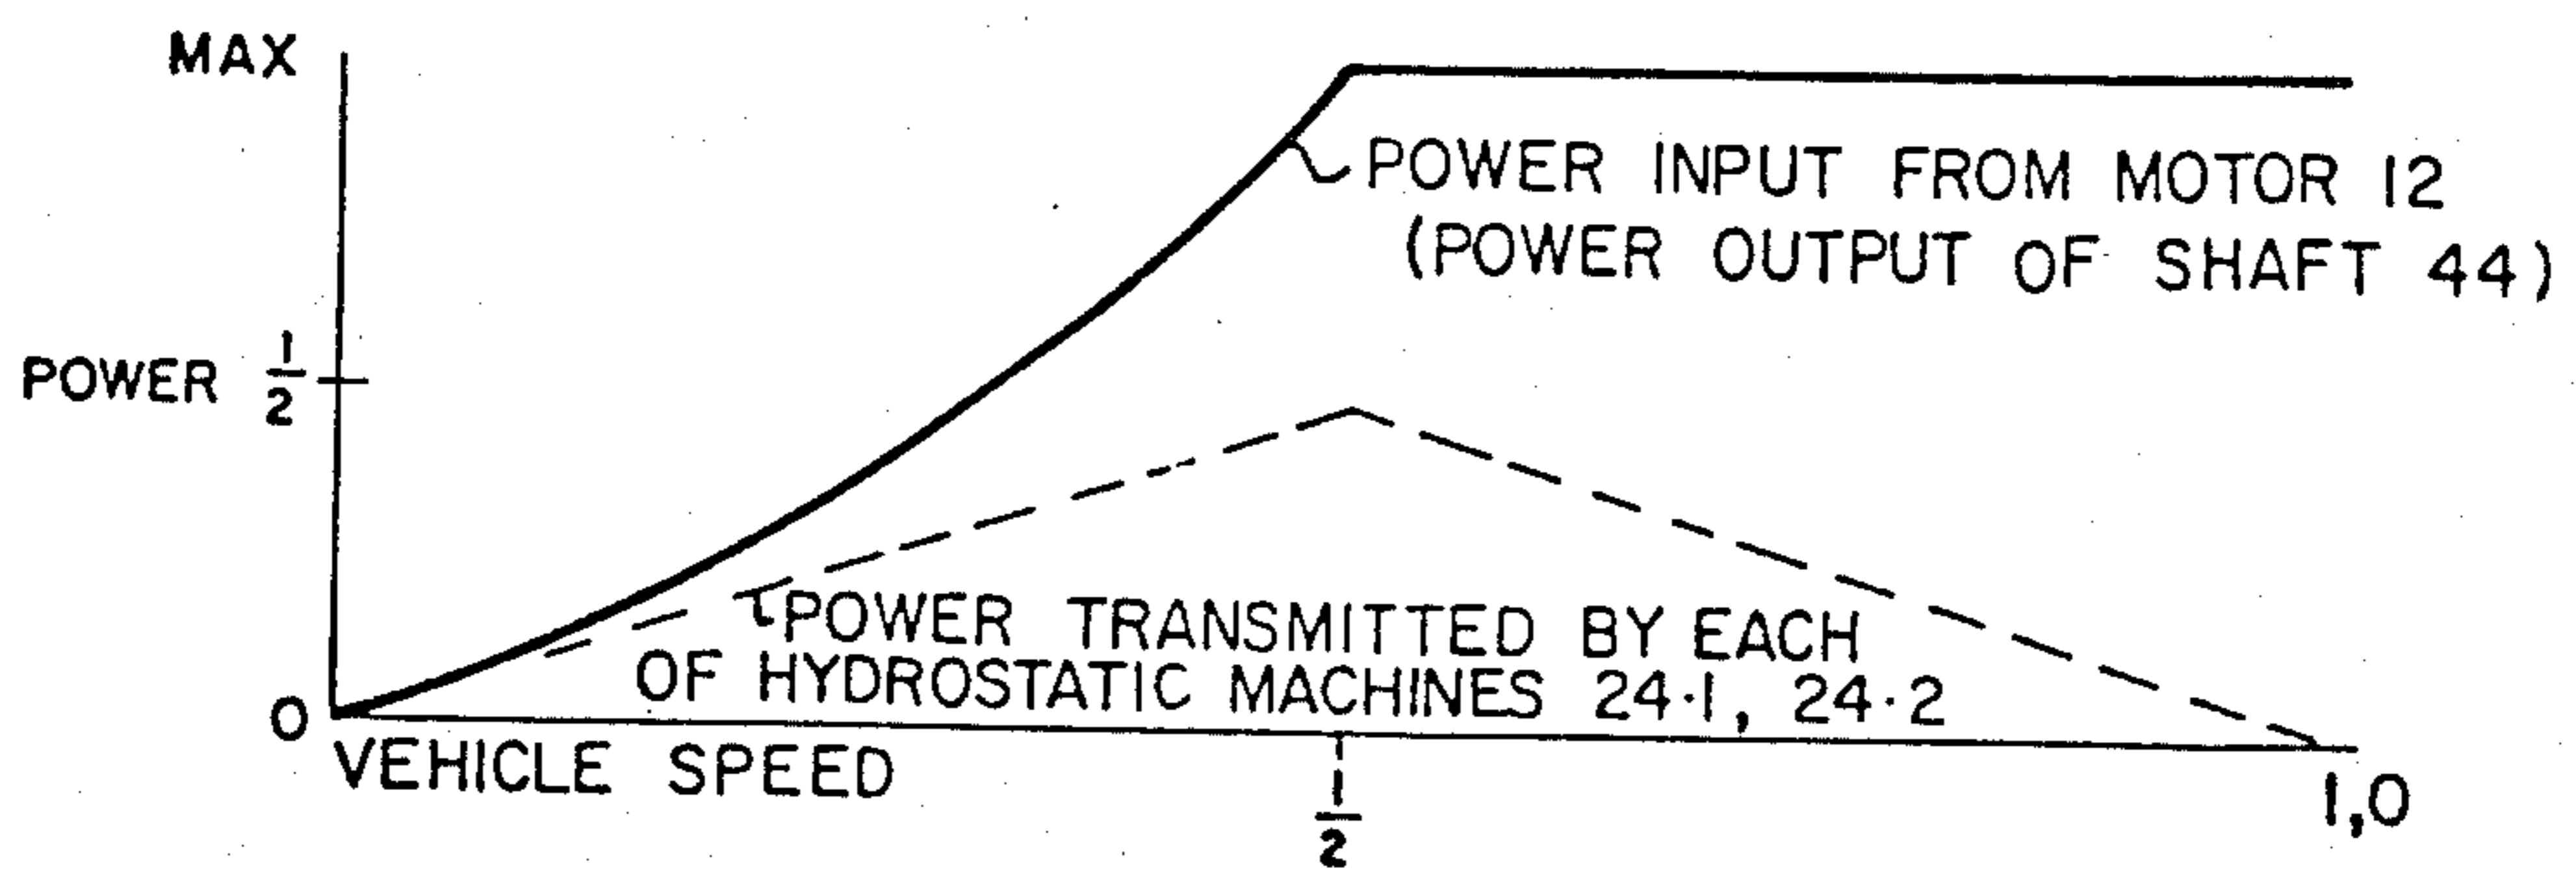 MAX
POWER INPUT FROM MOTOR 12
(POWER OUTPUT OF SHAFT 44)
POWER 1/2
POWER TRANSMITTED BY EACH
OF HYDROSTATIC MACHINES 24·1, 24·2
0
VEHICLE SPEED
1/2
1,0